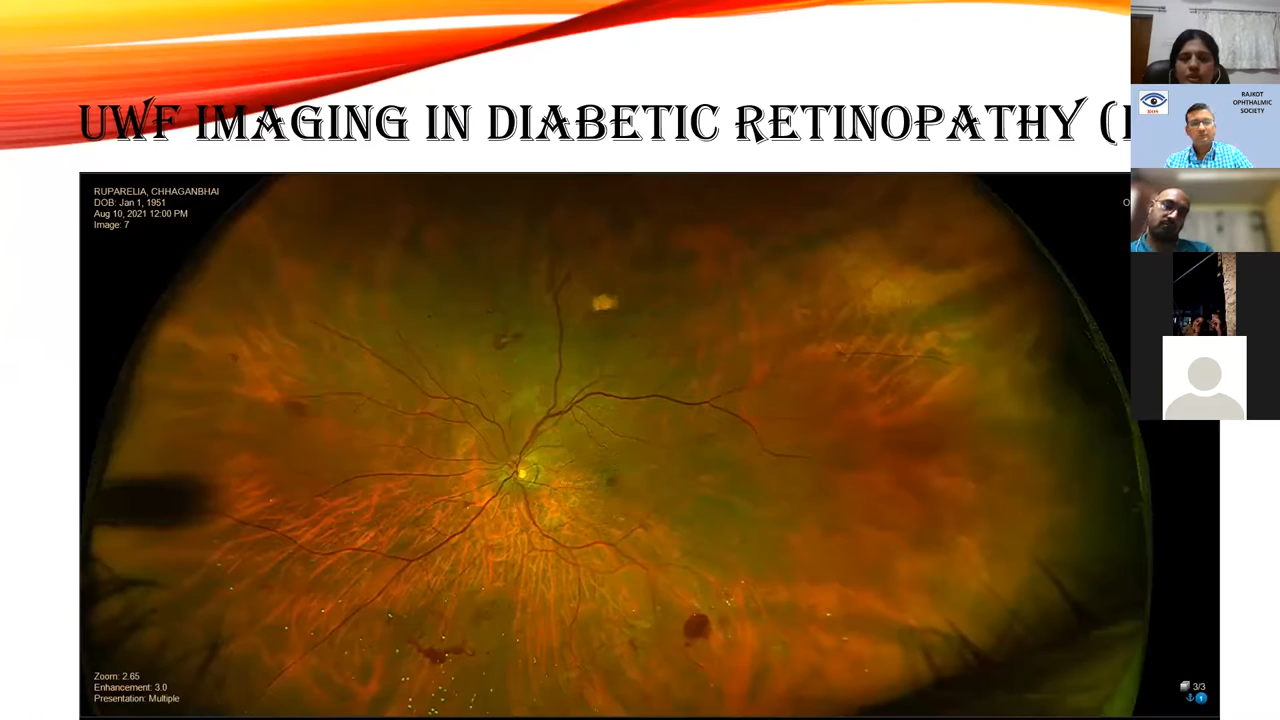 UWF IMAGING IN DIABETIC RETINOPATHY (
RUPARELIA, CHHAGANBHAI
DOB: Jan 1, 1951
Aug 10, 2021 12:00 PM
Image: 7
RAJKOT
OPHTHALMIC
SOCIETY
O
Zoom: 2.65
Enhancement: 3.0
Presentation: Multiple
3/3